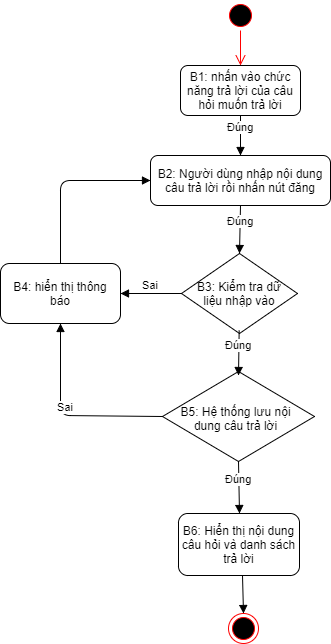 B1: nhấn vào chức
năng trả lời của câu
hỏi muốn trả lời
Đúng
B2: Người dùng nhập nội dung
câu trả lời rồi nhấn nút đăng
Đúng
B3: Kiểm tra dữ
liệu nhập vào
Sai
B4: hiển thị thông
báo
Đúng
B5: Hệ thống lưu nội
dung câu trả lời
Sai
Đúng
B6: Hiển thị nội dung
câu hỏi và danh sách
trả lời